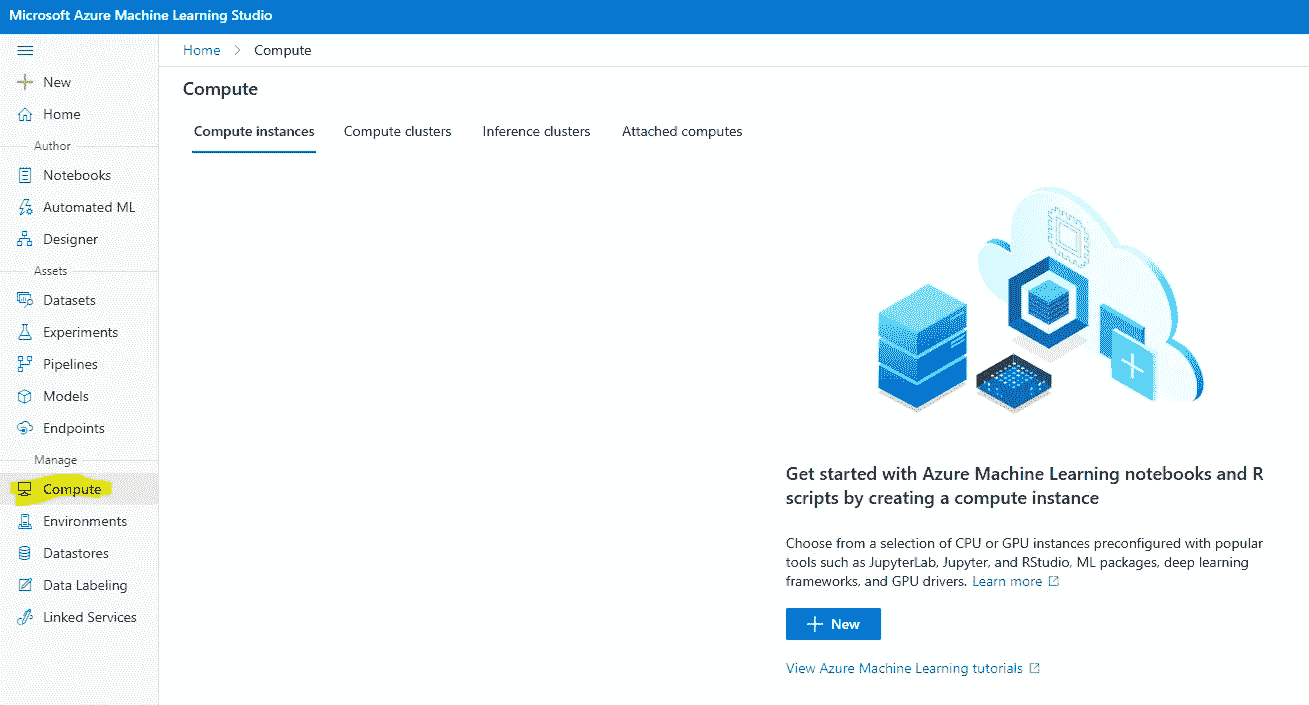 Microsoft Azure Machine Learning Studio
Home > Compute
New
Home
Author
Notebooks
Automated ML
Designer
Assets
Datasets
Experiments
Pipelines
Models
Endpoints
Manage
Compute
Environments
Datastores
Data Labeling
Linked Services
Compute
Compute instances Compute clusters Inference clusters Attached computes
Get started with Azure Machine Learning notebooks and R
scripts by creating a compute instance
Choose from a selection of CPU or GPU instances preconfigured with popular
tools such as JupyterLab, Jupyter, and RStudio, ML packages, deep learning
frameworks, and GPU drivers. Learn more
New
View Azure Machine Learning tutorials